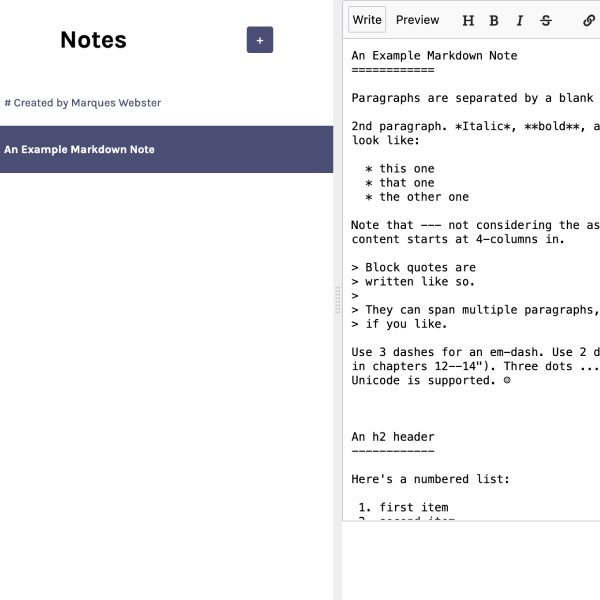 Notes
+
# Created by Marques Webster
An Example Markdown Note
Write Preview H B I S
An Example Markdown Note
============
Paragraphs are separated by a blank
2nd paragraph. *Italic*, **bold**, a
look like:
* this one
* that one
* the other one
Note that --- not considering the as
content starts at 4-columns in.
> Block quotes are
> written like so.
>
> They can span multiple paragraphs,
> if you like.
Use 3 dashes for an em-dash. Use 2 d
in chapters 12--14"). Three dots ...
Unicode is supported. ☺
An h2 header
------------
Here's a numbered list:
1. first item
2. second item